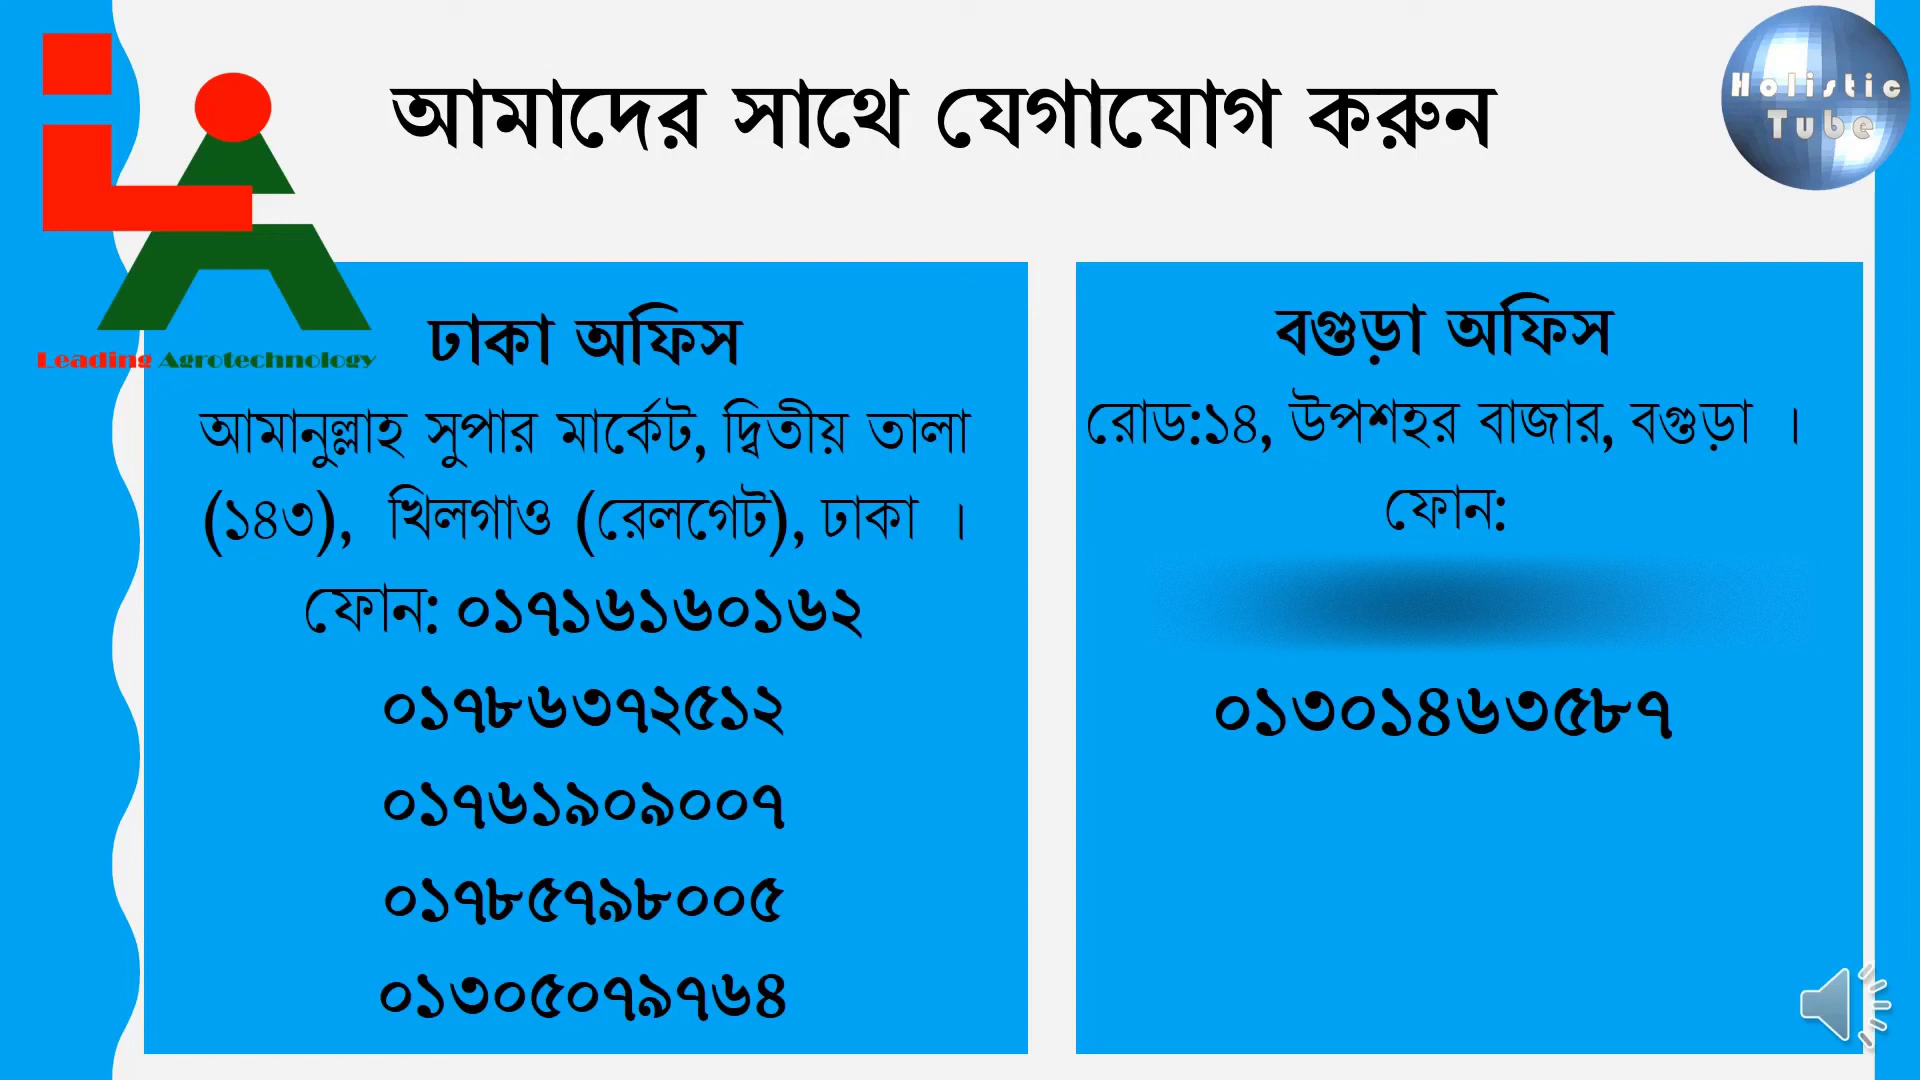 আমাদের সাথে যেগাযোগ করুন
Holistic
Tube
Leading Agrotechnology
ঢাকা অফিস
আমানুল্লাহ সুপার মার্কেট, দ্বিতীয় তালা
(১৪৩), খিলগাও (রেলগেট), ঢাকা ।
ফোন: ০১৭১৬১৬০১৬২
০১৭৮৬৩৭২৫১২
০১৭৬১৯০৯০০৭
০১৭৮৫৭৯৮০০৫
০১৩০৫০৭৯৭৬৪
বগুড়া অফিস
রোড:১৪, উপশহর বাজার, বগুড়া ।
ফোন:
০১৩০১৪৬৩৫৮৭